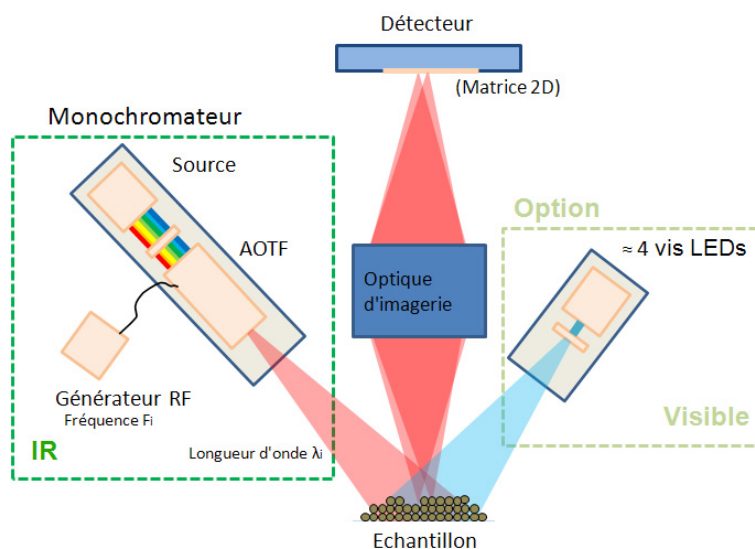 Détecteur
(Matrice 2D)
Monochromateur
Source
AOTF
Générateur RF
Fréquence Fi
IR
Longueur d'onde λi
Optique
d'imagerie
Option
≈ 4 vis LEDs
Visible
Echantillon